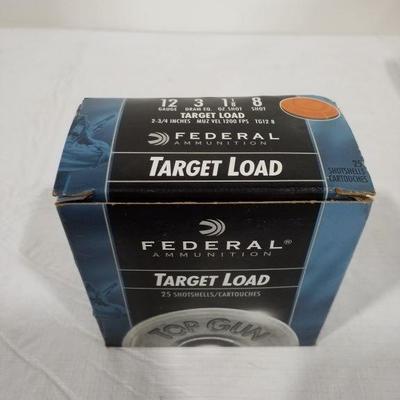 12 3 1 1/8 8
GAUGE DRAM EQ. OZ. SHOT SHOT
TARGET LOAD
2-3/4 INCHES MUZ VEL 1200 FPS TG12 8
FEDERAL
AMMUNITION
TARGET LOAD
25
SHOTSHELLS
CARTOUCHES
FEDERAL®
AMMUNITION
TARGET LOAD
25 SHOTSHELLS/CARTOUCHES
TOP GUN